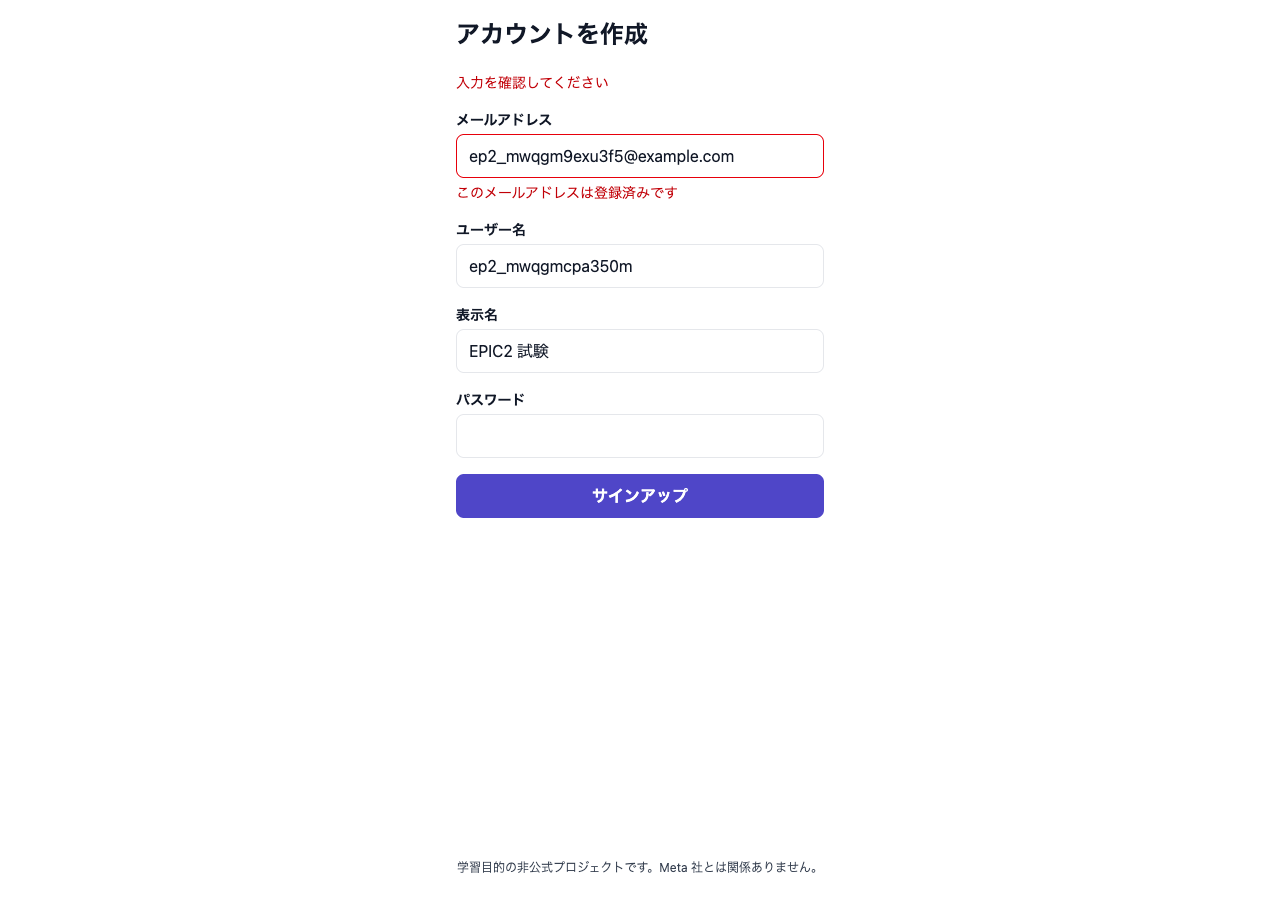 アカウントを作成
入力を確認してください
メールアドレス
ep2_mwqgm9exu3f5@example.com
このメールアドレスは登録済みです
ユーザー名
ep2_mwqgmcpa350m
表示名
EPIC2 試験
パスワード
サインアップ
学習目的の非公式プロジェクトです。Meta 社とは関係ありません。